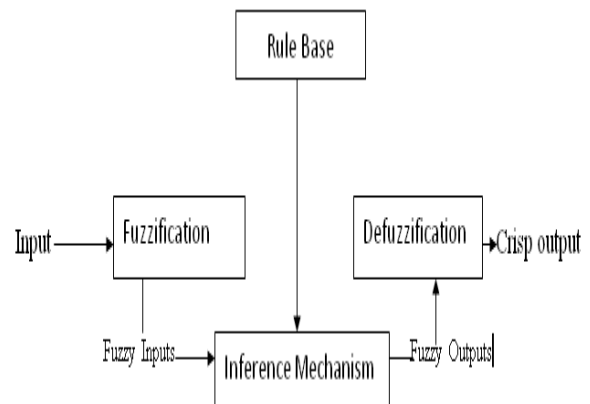 Rule Base
Input
Fuzzification
Defuzzification
Crisp output
Fuzzy Inputs
Inference Mechanism
Fuzzy Outputs